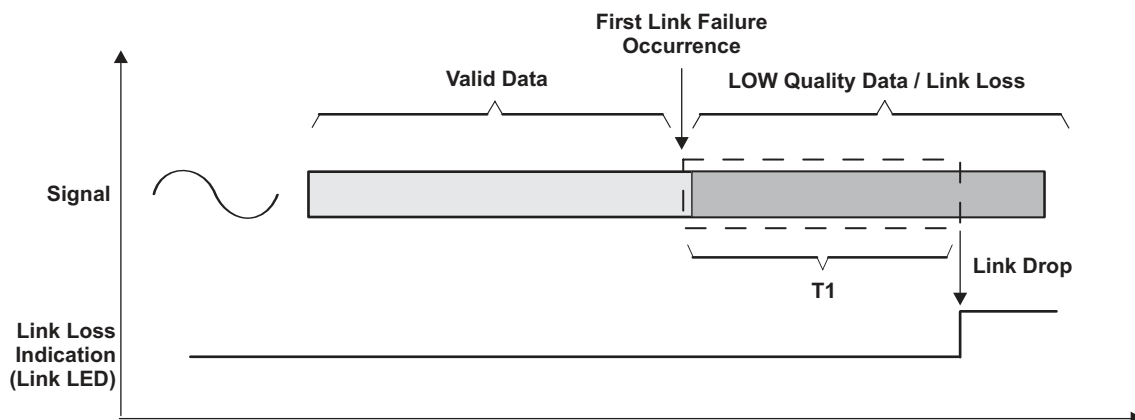 First Link Failure
Occurrence
Valid Data
LOW Quality Data / Link Loss
Signal
T1
Link Drop
Link Loss
Indication
(Link LED)